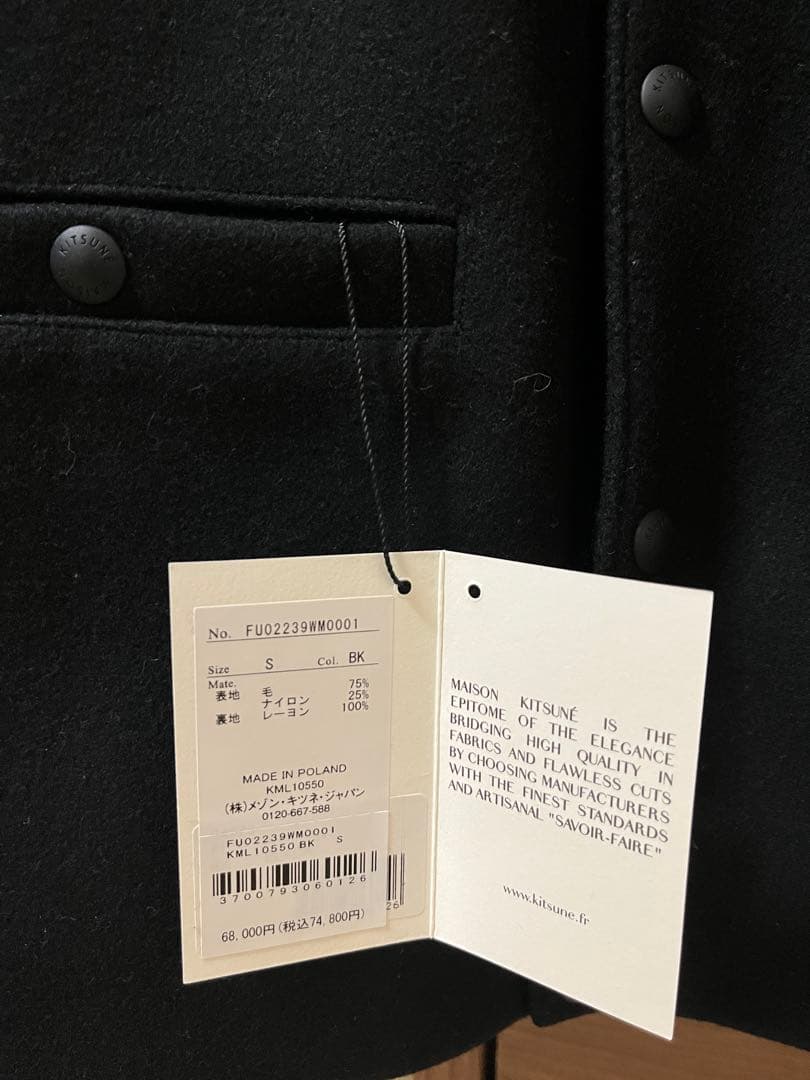 KITSUNÉ
KITSUNE
No. FU02239WM0001
Size S Col. BK
Mate.
表地 毛 75%
ナイロン 25%
裏地 レーヨン 100%
MADE IN POLAND
KML10550
(株)メゾン・キツネ・ジャパン
0120-667-588
FU02239WM0001
KML10550 BK S
3700793060126
26
68,000円(税込74,800円)
MAISON KITSUNÉ IS THE
EPITOME OF THE ELEGANCE
BRIDGING HIGH QUALITY IN
FABRICS AND FLAWLESS CUTS
BY CHOOSING MANUFACTURERS
WITH THE FINEST STANDARDS
AND ARTISANAL "SAVOIR-FAIRE"
www.kitsune.fr